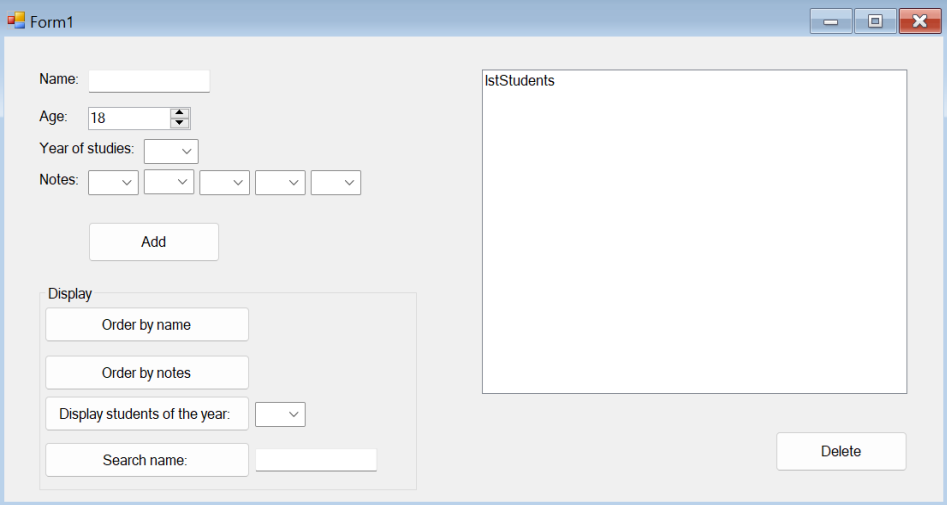 Form1
Name:
lstStudents
Age:
18
Year of studies:
Notes:
Add
Display
Order by name
Order by notes
Display students of the year:
Search name:
Delete